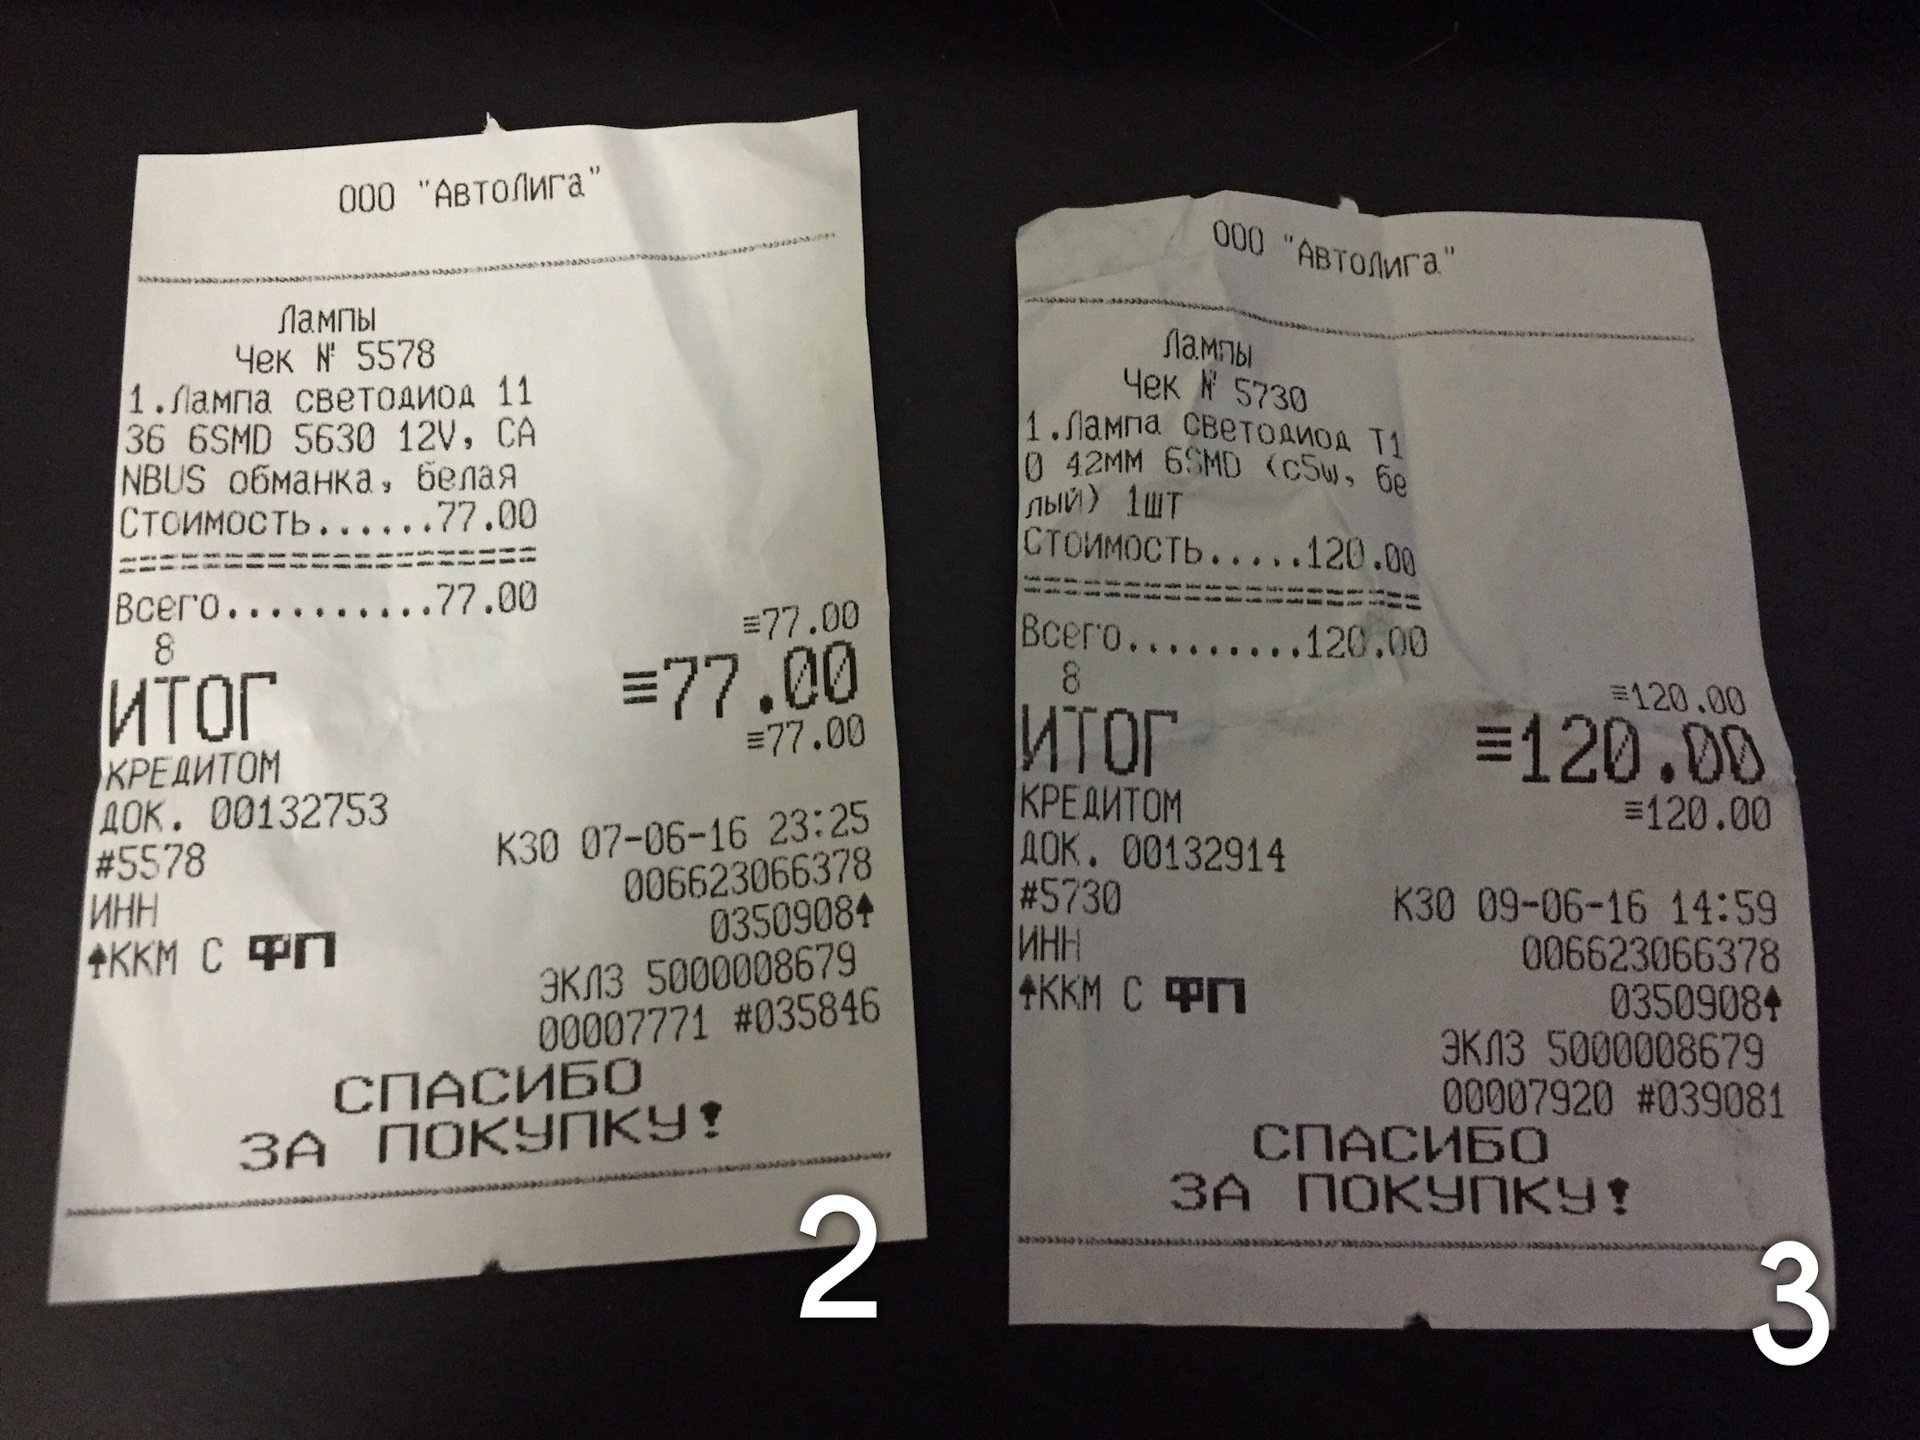 ООО "АвтоЛига"
Лампы
Чек № 5578
1.Лампа светодиод 11
36 6SMD 5630 12V, CA
NBUS обманка, белая
Стоимость......77.00
====================
Всего..........77.00
≡77.00
8
ИТОГ ≡77.00
КРЕДИТОМ ≡77.00
ДОК. 00132753
#5578 К30 07-06-16 23:25
ИНН 006623066378
0350908↑
↑ККМ С ФП
ЭКЛЗ 5000008679
00007771 #035846
СПАСИБО
ЗА ПОКУПКУ!
2
ООО "АвтоЛига"
Лампы
Чек № 5730
1.Лампа светодиод Т1
0 42мм 6SMD (c5w, бе
лый) 1шт
Стоимость.....120.00
====================
Всего.........120.00
≡120.00
8
ИТОГ ≡120.00
КРЕДИТОМ ≡120.00
ДОК. 00132914
#5730 К30 09-06-16 14:59
ИНН 006623066378
0350908↑
↑ККМ С ФП
ЭКЛЗ 5000008679
00007920 #039081
СПАСИБО
ЗА ПОКУПКУ!
3